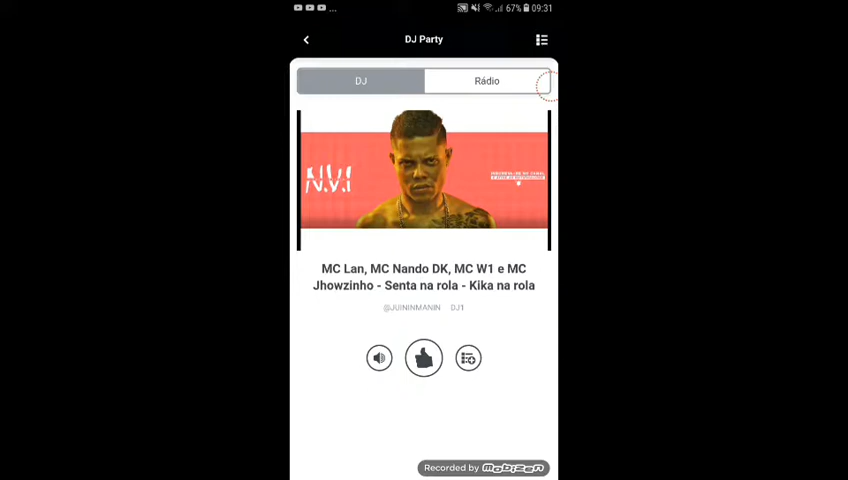 ... 67% 09:31
DJ Party
DJ Rádio
N.V.I
MC Lan, MC Nando DK, MC W1 e MC
Jhowzinho - Senta na rola - Kika na rola
@JUININMANIN DJ1
Recorded by mobizen